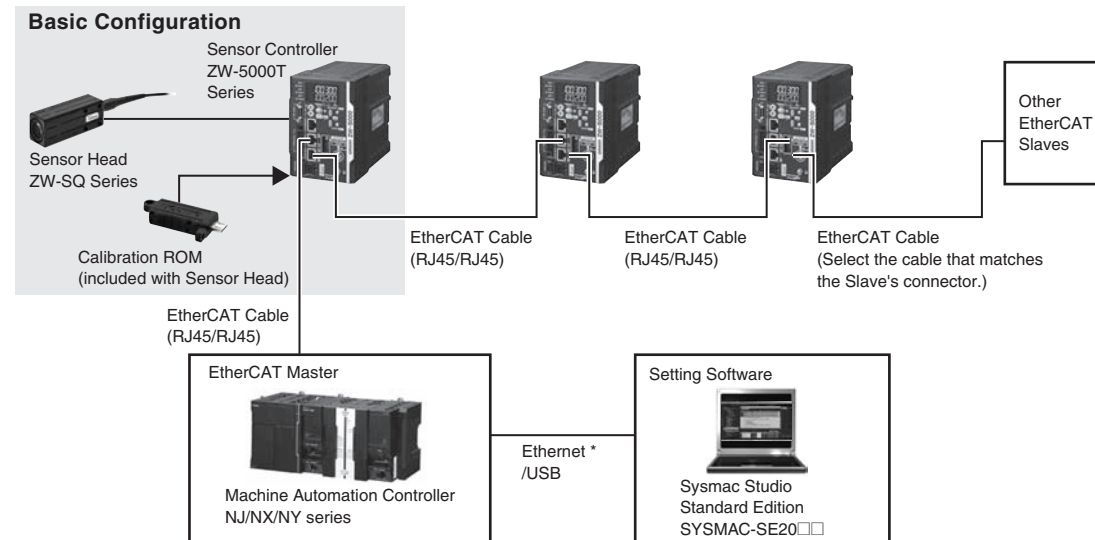 Basic Configuration
Sensor Controller
ZW-5000T
Series
Sensor Head
ZW-SQ Series
Calibration ROM
(included with Sensor Head)
Other
EtherCAT
Slaves
EtherCAT Cable
(RJ45/RJ45)
EtherCAT Cable
(RJ45/RJ45)
EtherCAT Cable
(Select the cable that matches
the Slave's connector.)
EtherCAT Cable
(RJ45/RJ45)
EtherCAT Master
Machine Automation Controller
NJ/NX/NY series
Ethernet *
/USB
Setting Software
Sysmac Studio
Standard Edition
SYSMAC-SE20□□